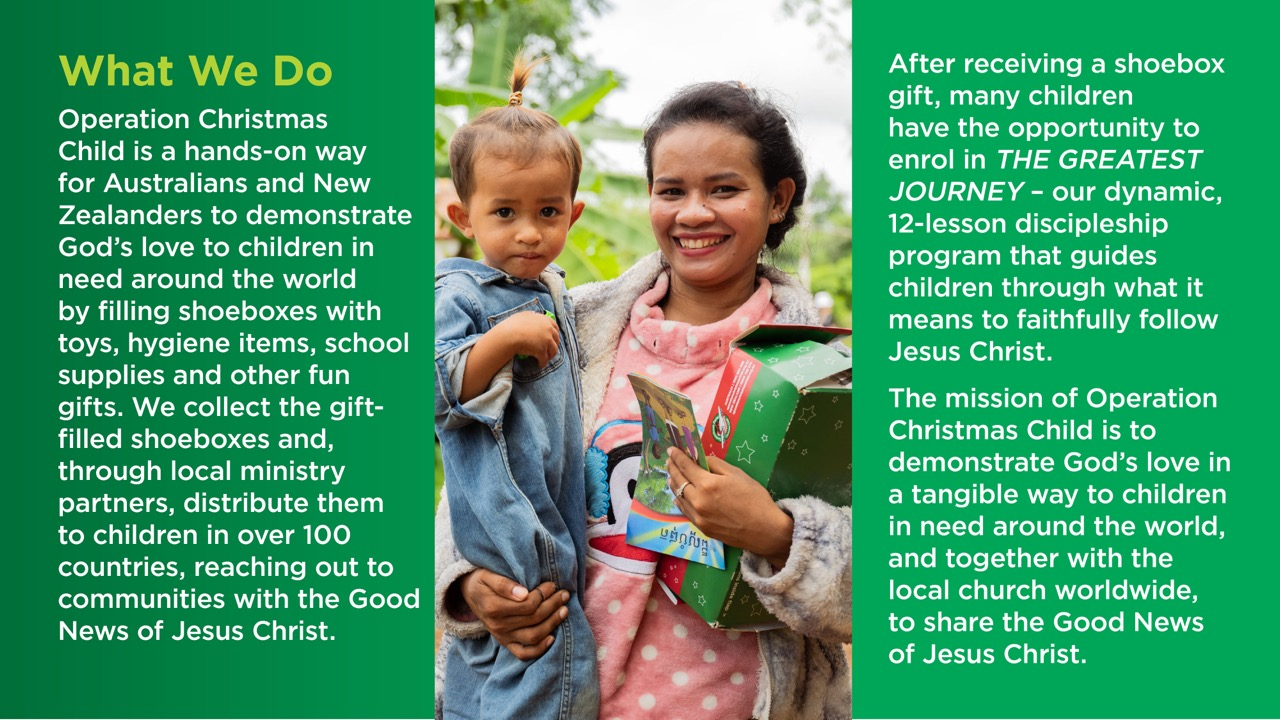 What We Do
Operation Christmas
Child is a hands-on way
for Australians and New
Zealanders to demonstrate
God's love to children in
need around the world
by filling shoeboxes with
toys, hygiene items, school
supplies and other fun
gifts. We collect the gift-
filled shoeboxes and,
through local ministry
partners, distribute them
to children in over 100
countries, reaching out to
communities with the Good
News of Jesus Christ.
After receiving a shoebox
gift, many children
have the opportunity to
enrol in THE GREATEST
JOURNEY – our dynamic,
12-lesson discipleship
program that guides
children through what it
means to faithfully follow
Jesus Christ.
The mission of Operation
Christmas Child is to
demonstrate God's love in
a tangible way to children
in need around the world,
and together with the
local church worldwide,
to share the Good News
of Jesus Christ.